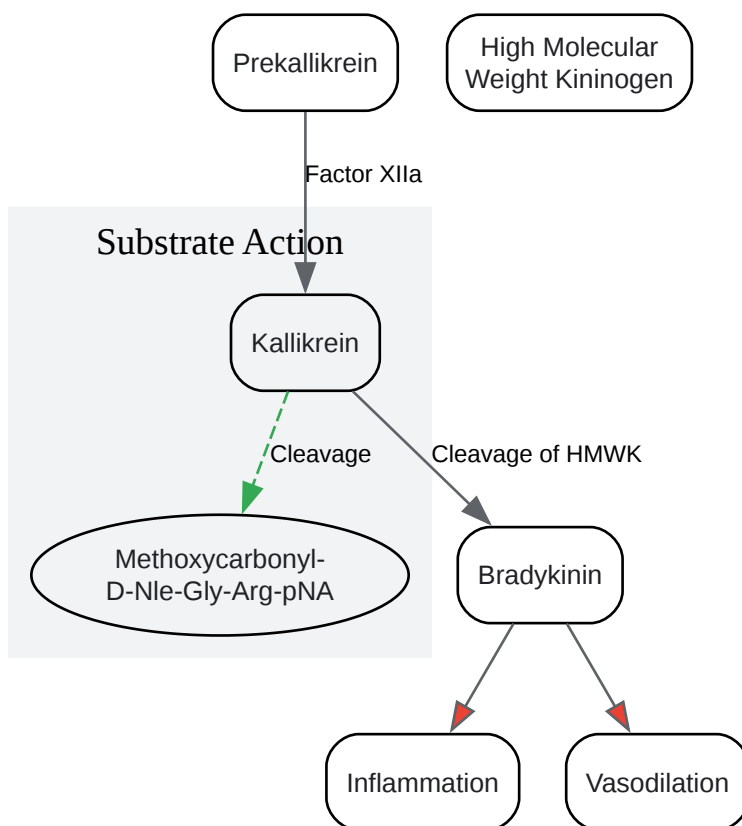 Prekallikrein
High Molecular
Weight Kininogen
Factor XIIa
Substrate Action
Kallikrein
Cleavage
Cleavage of HMWK
Methoxycarbonyl-
D-Nle-Gly-Arg-pNA
Bradykinin
Inflammation
Vasodilation